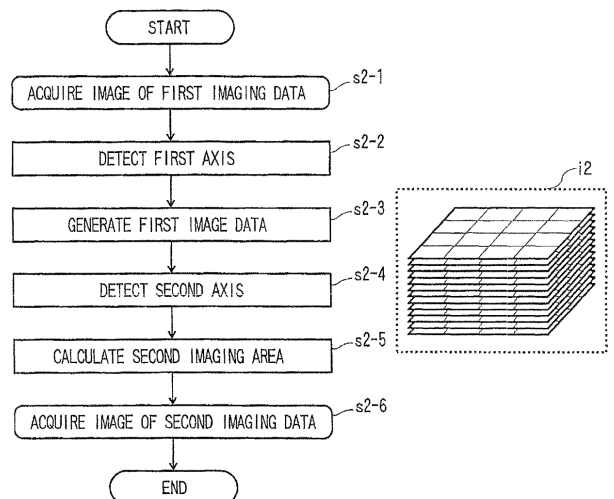 START
ACQUIRE IMAGE OF FIRST IMAGING DATA
s2-1
DETECT FIRST AXIS
s2-2
GENERATE FIRST IMAGE DATA
s2-3
DETECT SECOND AXIS
s2-4
CALCULATE SECOND IMAGING AREA
s2-5
ACQUIRE IMAGE OF SECOND IMAGING DATA
s2-6
END
i2